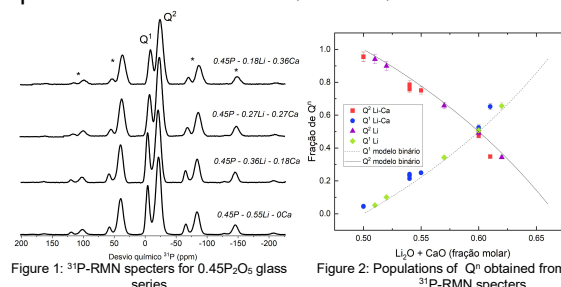 Q²
Q¹
*
*
*
*
0.45P - 0.18Li - 0.36Ca
0.45P - 0.27Li - 0.27Ca
0.45P - 0.36Li - 0.18Ca
0.45P - 0.55Li - 0Ca
200 150 100 50 0 -50 -100 -150 -200
Desvio químico ³¹P (ppm)
Figure 1: ³¹P-RMN specters for 0.45P₂O₅ glass
series
Fração de Qⁿ
1.0
0.8
0.6
0.4
0.2
0.0
Q² Li-Ca
Q¹ Li-Ca
Q² Li
Q¹ Li
Q¹ modelo binário
Q² modelo binário
0.50 0.55 0.60 0.65
Li₂O + CaO (fração molar)
Figure 2: Populations of Qⁿ obtained from
³¹P-RMN specters